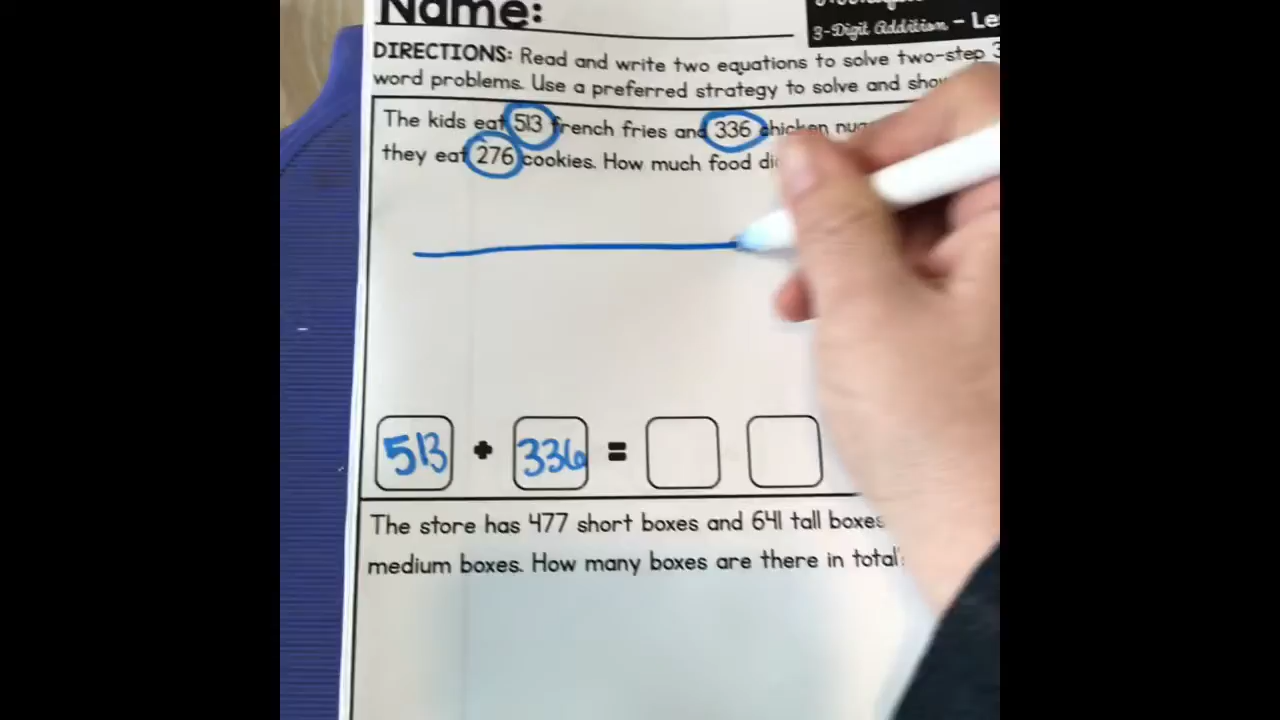 Name:
3-Digit Addition -
DIRECTIONS: Read and write two equations to solve two-step
word problems. Use a preferred strategy to solve and
The kids eat 513 french fries and 336 chicken
they eat 276 cookies. How much food
513 + 336 =
The store has 477 short boxes and 641 tall boxes
medium boxes. How many boxes are there in total